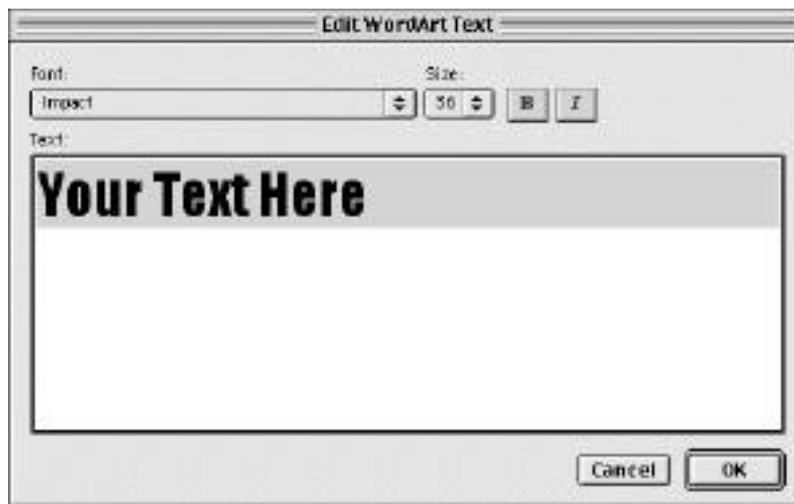 Edit WordArt Text
Font: Size:
Impact 36 B I
Text:
Your Text Here
Cancel OK